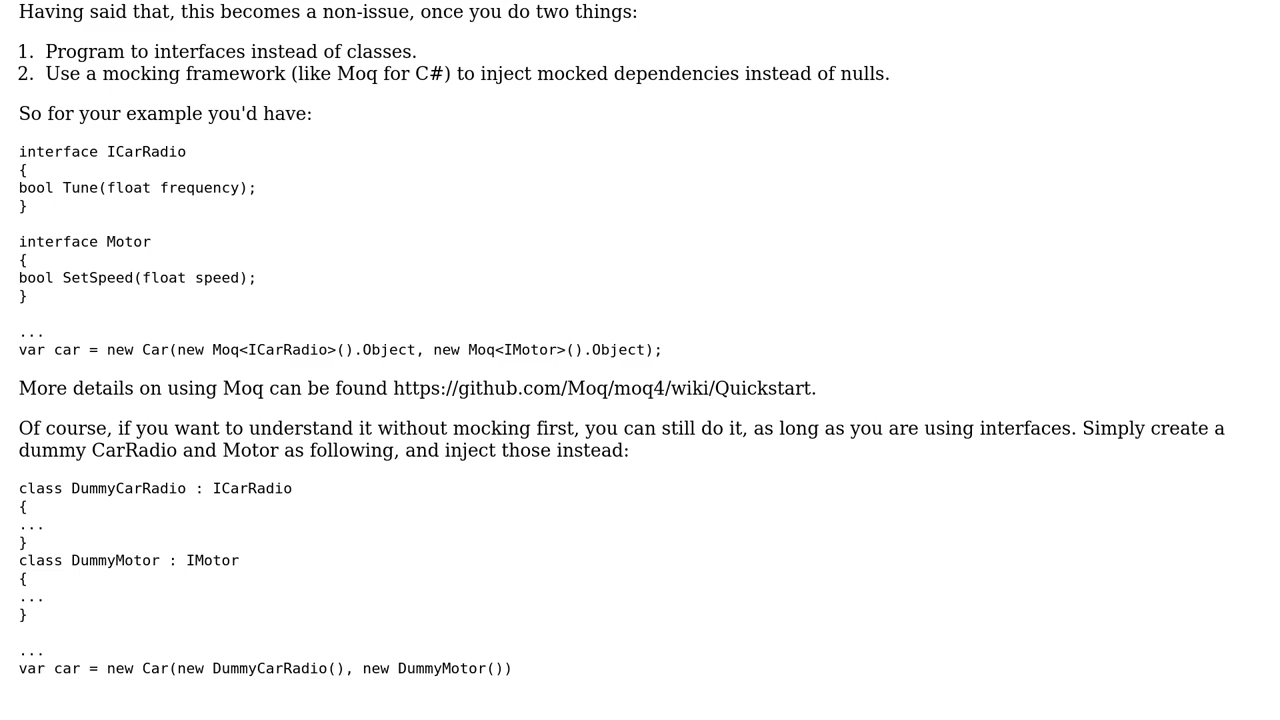 Having said that, this becomes a non-issue, once you do two things:
1. Program to interfaces instead of classes.
2. Use a mocking framework (like Moq for C#) to inject mocked dependencies instead of nulls.
So for your example you'd have:
interface ICarRadio
{
bool Tune(float frequency);
}
interface Motor
{
bool SetSpeed(float speed);
}
...
var car = new Car(new Moq<ICarRadio>().Object, new Moq<IMotor>().Object);
More details on using Moq can be found https://github.com/Moq/moq4/wiki/Quickstart.
Of course, if you want to understand it without mocking first, you can still do it, as long as you are using interfaces. Simply create a
dummy CarRadio and Motor as following, and inject those instead:
class DummyCarRadio : ICarRadio
{
...
}
class DummyMotor : IMotor
{
...
}
...
var car = new Car(new DummyCarRadio(), new DummyMotor())